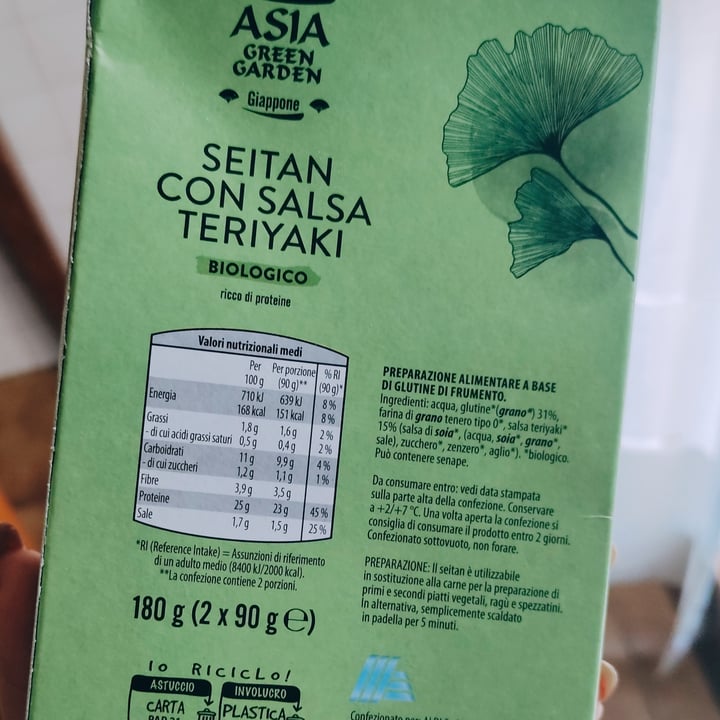 ASIA
GREEN
GARDEN
Giappone
SEITAN
CON SALSA
TERIYAKI
BIOLOGICO
ricco di proteine
Valori nutrizionali medi
Per 100 g Per porzione (90 g)** % RI (90 g)*
Energia 710 kJ 639 kJ 8 %
168 kcal 151 kcal 8 %
Grassi 1,8 g 1,6 g 2 %
- di cui acidi grassi saturi 0,5 g 0,4 g 2 %
Carboidrati 11 g 9,9 g 4 %
- di cui zuccheri 1,2 g 1,1 g 1 %
Fibre 3,9 g 3,5 g
Proteine 25 g 23 g 45 %
Sale 1,7 g 1,5 g 25 %
*RI (Reference Intake) = Assunzioni di riferimento
di un adulto medio (8400 kJ/2000 kcal).
**La confezione contiene 2 porzioni.
180 g (2 x 90 g ℮)
PREPARAZIONE ALIMENTARE A BASE
DI GLUTINE DI FRUMENTO.
Ingredienti: acqua, glutine*(grano*) 31%,
farina di grano tenero tipo 0*, salsa teriyaki*
15% (salsa di soia*, (acqua, soia*, grano*,
sale), zucchero*, zenzero*, aglio*). *biologico.
Può contenere senape.
Da consumare entro: vedi data stampata
sulla parte alta della confezione. Conservare
a +2/+7 °C. Una volta aperta la confezione si
consiglia di consumare il prodotto entro 2 giorni.
Confezionato sottovuoto, non forare.
PREPARAZIONE: Il seitan è utilizzabile
in sostituzione alla carne per la preparazione di
primi e secondi piatti vegetali, ragù e spezzatini.
In alternativa, semplicemente scaldato
in padella per 5 minuti.
IO RICICLO!
ASTUCCIO INVOLUCRO
CARTA PLASTICA
Confezionato per: